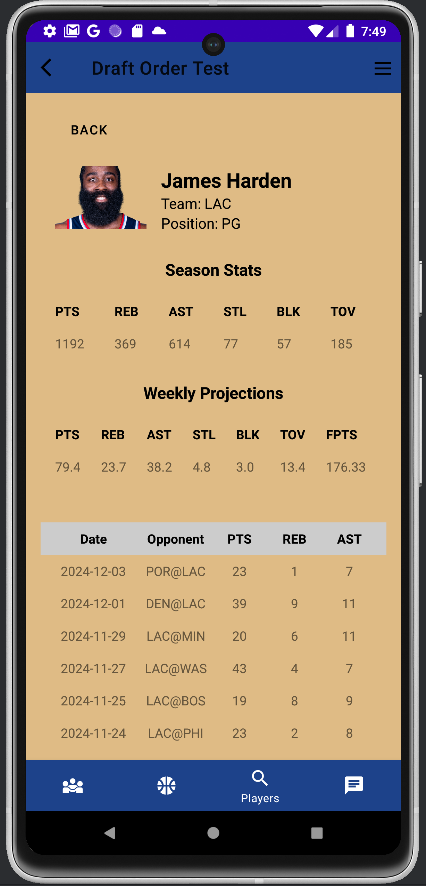 7:49
Draft Order Test
BACK
James Harden
Team: LAC
Position: PG
Season Stats
PTS REB AST STL BLK TOV
1192 369 614 77 57 185
Weekly Projections
PTS REB AST STL BLK TOV FPTS
79.4 23.7 38.2 4.8 3.0 13.4 176.33
Date Opponent PTS REB AST
2024-12-03 POR@LAC 23 1 7
2024-12-01 DEN@LAC 39 9 11
2024-11-29 LAC@MIN 20 6 11
2024-11-27 LAC@WAS 43 4 7
2024-11-25 LAC@BOS 19 8 9
2024-11-24 LAC@PHI 23 2 8
Players